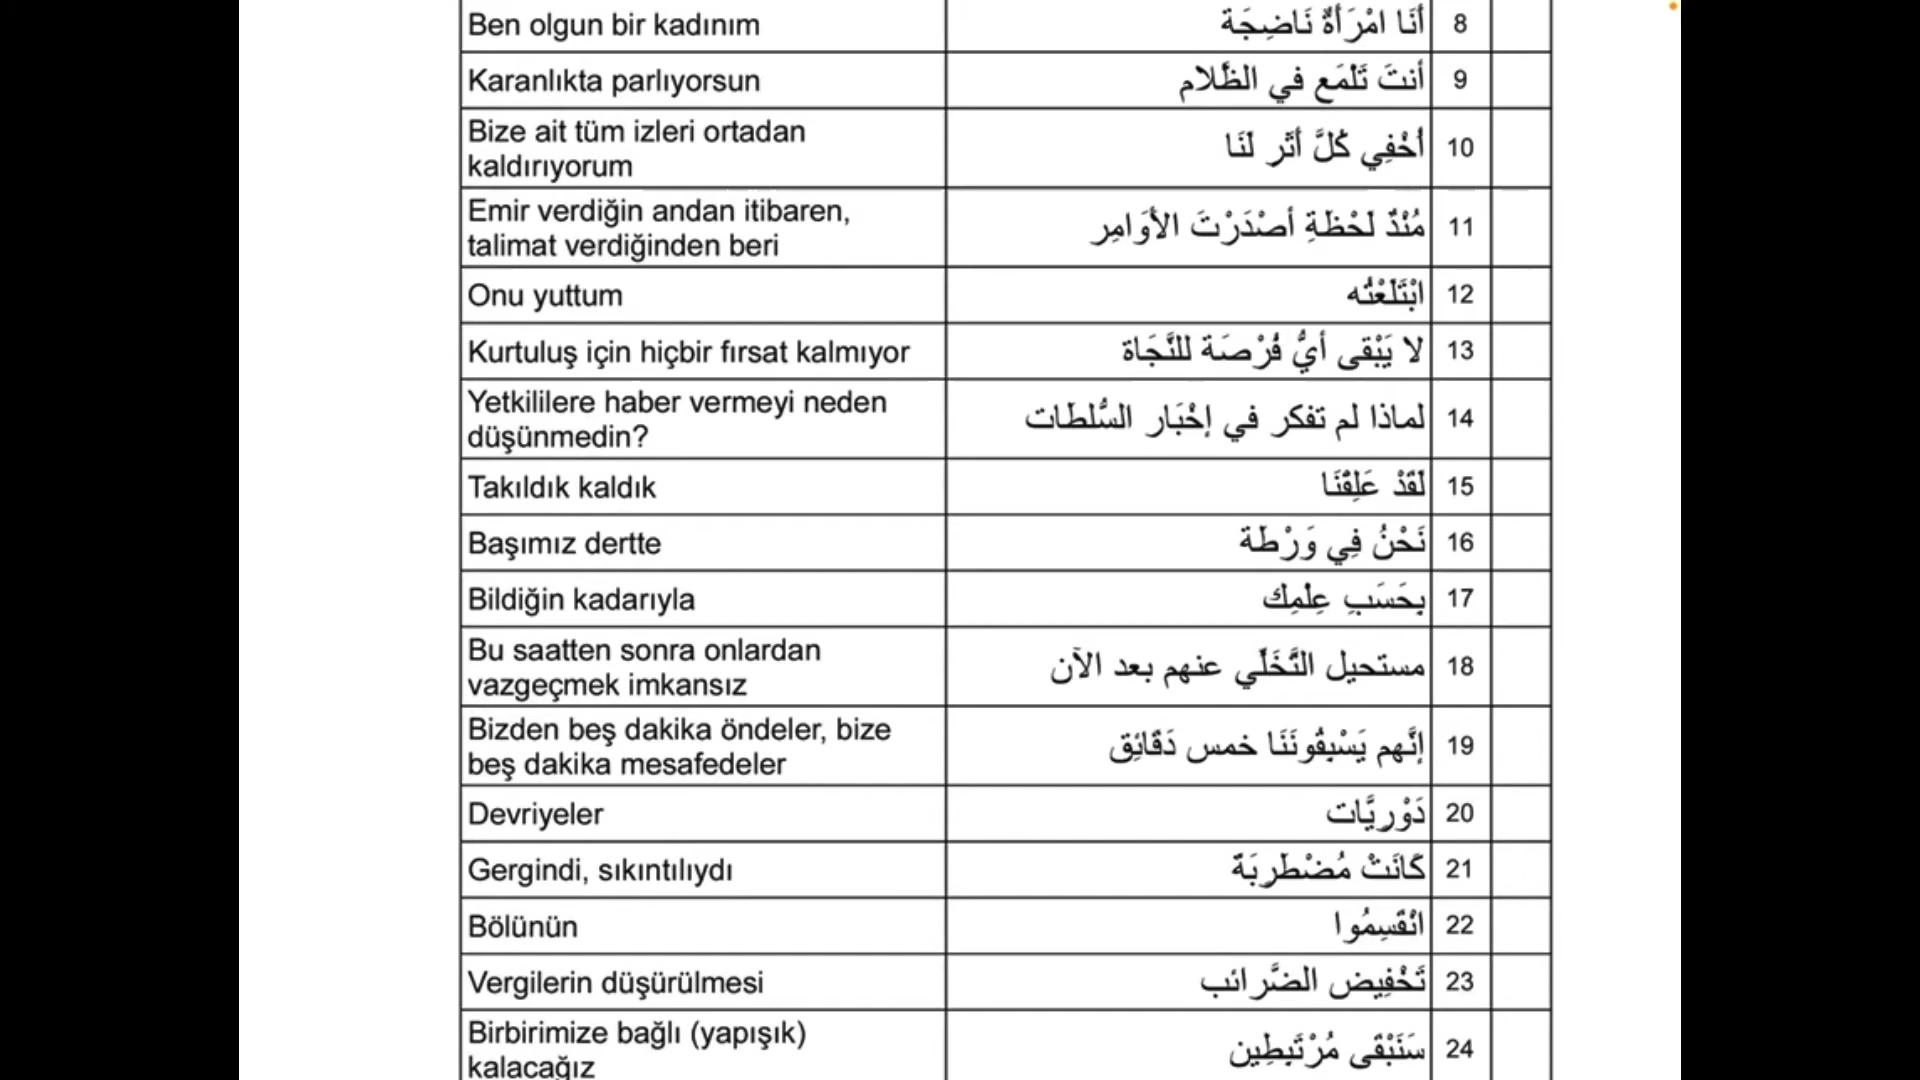 Ben olgun bir kadınım
أَنَا امْرَأَةٌ نَاضِجَة
8
Karanlıkta parlıyorsun
أنتَ تَلْمَع في الظَّلام
9
Bize ait tüm izleri ortadan
kaldırıyorum
أُخْفِي كُلَّ أثَر لَنَا
10
Emir verdiğin andan itibaren,
talimat verdiğinden beri
مُنْذُ لَحْظَةِ أصْدَرْتَ الأوَامِر
11
Onu yuttum
ابْتَلَعْتُه
12
Kurtuluş için hiçbir fırsat kalmıyor
لا يَبْقى أيُّ فُرْصَة للنَّجَاة
13
Yetkililere haber vermeyi neden
düşünmedin?
لماذا لم تفكر في إخْبَار السُّلطات
14
Takıldık kaldık
لَقَدْ عَلِقْنَا
15
Başımız dertte
نَحْنُ فِي وَرْطَة
16
Bildiğin kadarıyla
بِحَسَبِ عِلْمِك
17
Bu saatten sonra onlardan
vazgeçmek imkansız
مستحيل التَّخَلِّي عنهم بعد الآن
18
Bizden beş dakika öndeler, bize
beş dakika mesafedeler
إنَّهم يَسْبِقُونَنَا خمس دَقَائِق
19
Devriyeler
دَوْرِيَّات
20
Gergindi, sıkıntılıydı
كَانَتْ مُضْطَرِبَة
21
Bölünün
انْقَسِمُوا
22
Vergilerin düşürülmesi
تَخْفِيض الضَّرائب
23
Birbirimize bağlı (yapışık)
kalacağız
سَنَبْقَى مُرْتَبِطِين
24